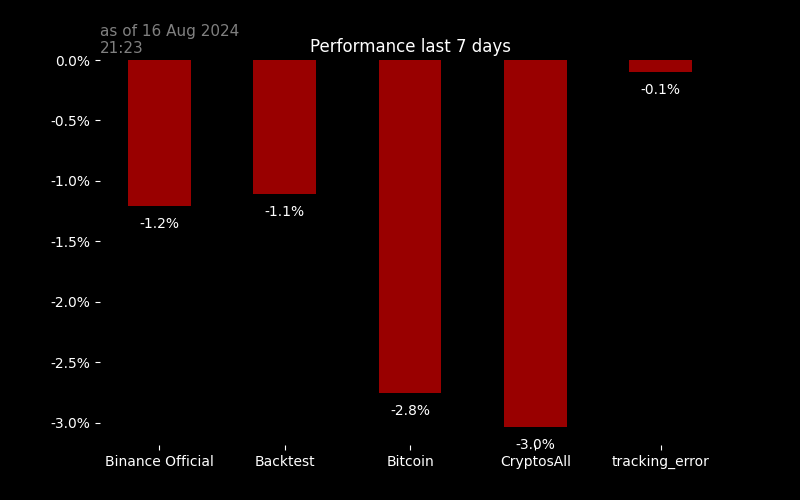 as of 16 Aug 2024
21:23
Performance last 7 days
0.0%
-0.5%
-1.0%
-1.5%
-2.0%
-2.5%
-3.0%
-1.2%
-1.1%
-2.8%
-3.0%
-0.1%
Binance Official
Backtest
Bitcoin
CryptosAll
tracking_error